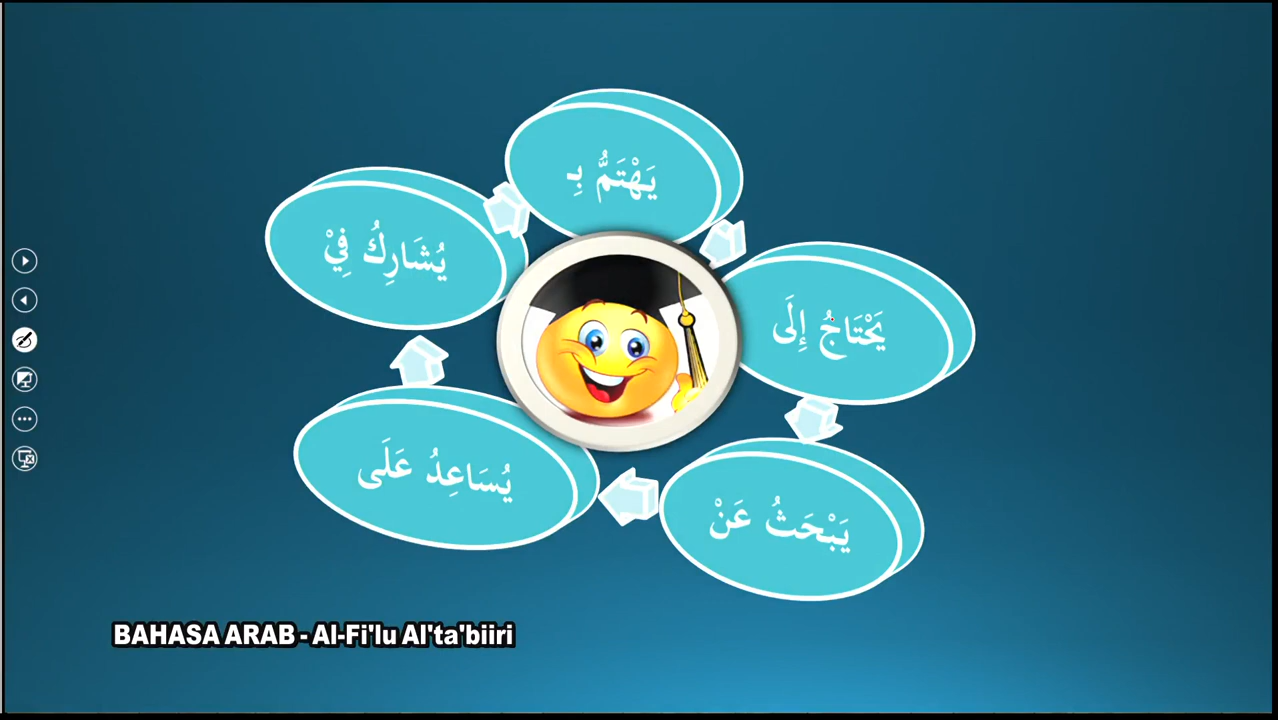 يَهْتَمُّ بِـ
يَحْتَاجُ إِلَى
يَبْحَثُ عَنْ
يُسَاعِدُ عَلَى
يُشَارِكُ فِيْ
BAHASA ARAB - Al-Fi'lu Al'ta'biiri